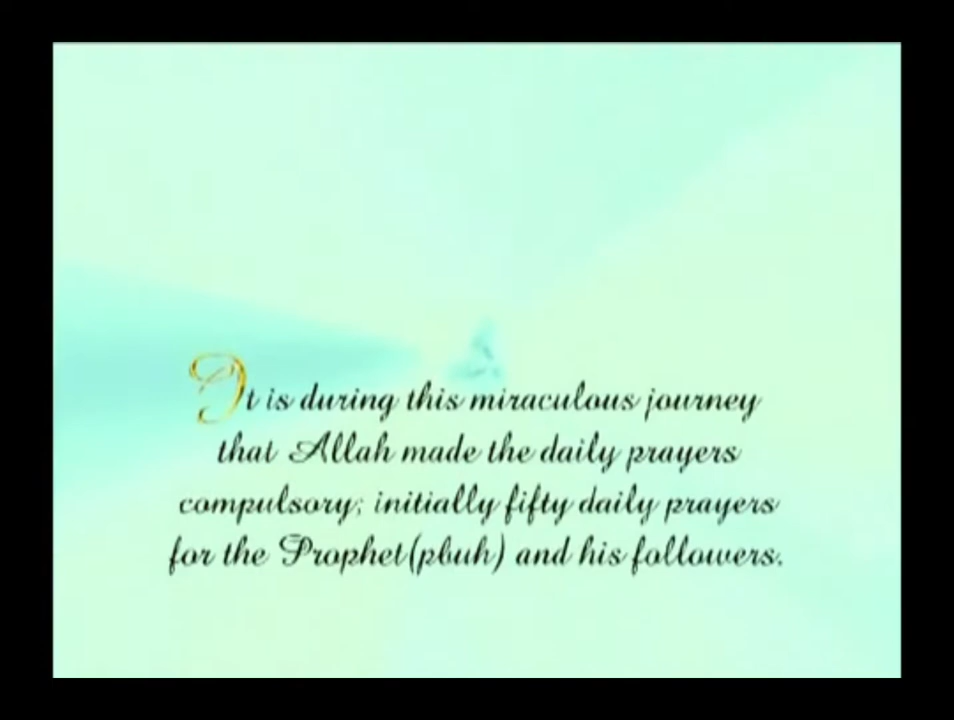 It is during this miraculous journey
that Allah made the daily prayers
compulsory; initially fifty daily prayers
for the Prophet(pbuh) and his followers.